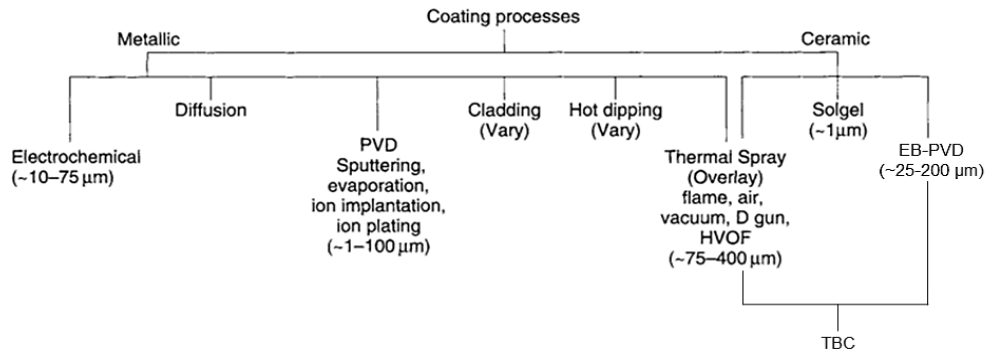 Coating processes
Metallic
Ceramic
Diffusion
Cladding
(Vary)
Hot dipping
(Vary)
Solgel
(~1μm)
Electrochemical
(~10–75 μm)
PVD
Sputtering,
evaporation,
ion implantation,
ion plating
(~1–100 μm)
Thermal Spray
(Overlay)
flame, air,
vacuum, D gun,
HVOF
(~75–400 μm)
EB-PVD
(~25-200 μm)
TBC